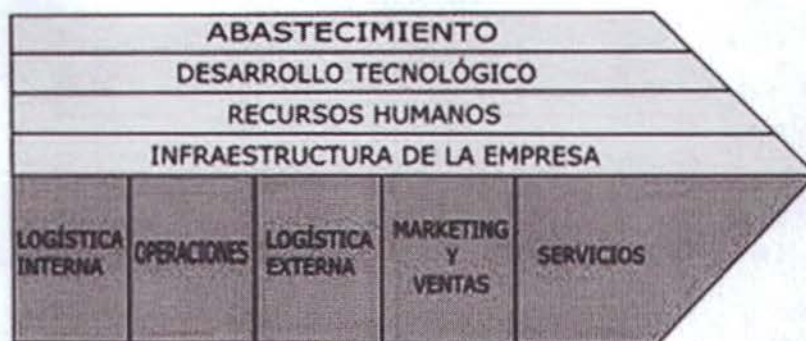 ABASTECIMIENTO
DESARROLLO TECNOLÓGICO
RECURSOS HUMANOS
INFRAESTRUCTURA DE LA EMPRESA
LOGÍSTICA
INTERNA
OPERACIONES
LOGÍSTICA
EXTERNA
MARKETING
Y
VENTAS
SERVICIOS